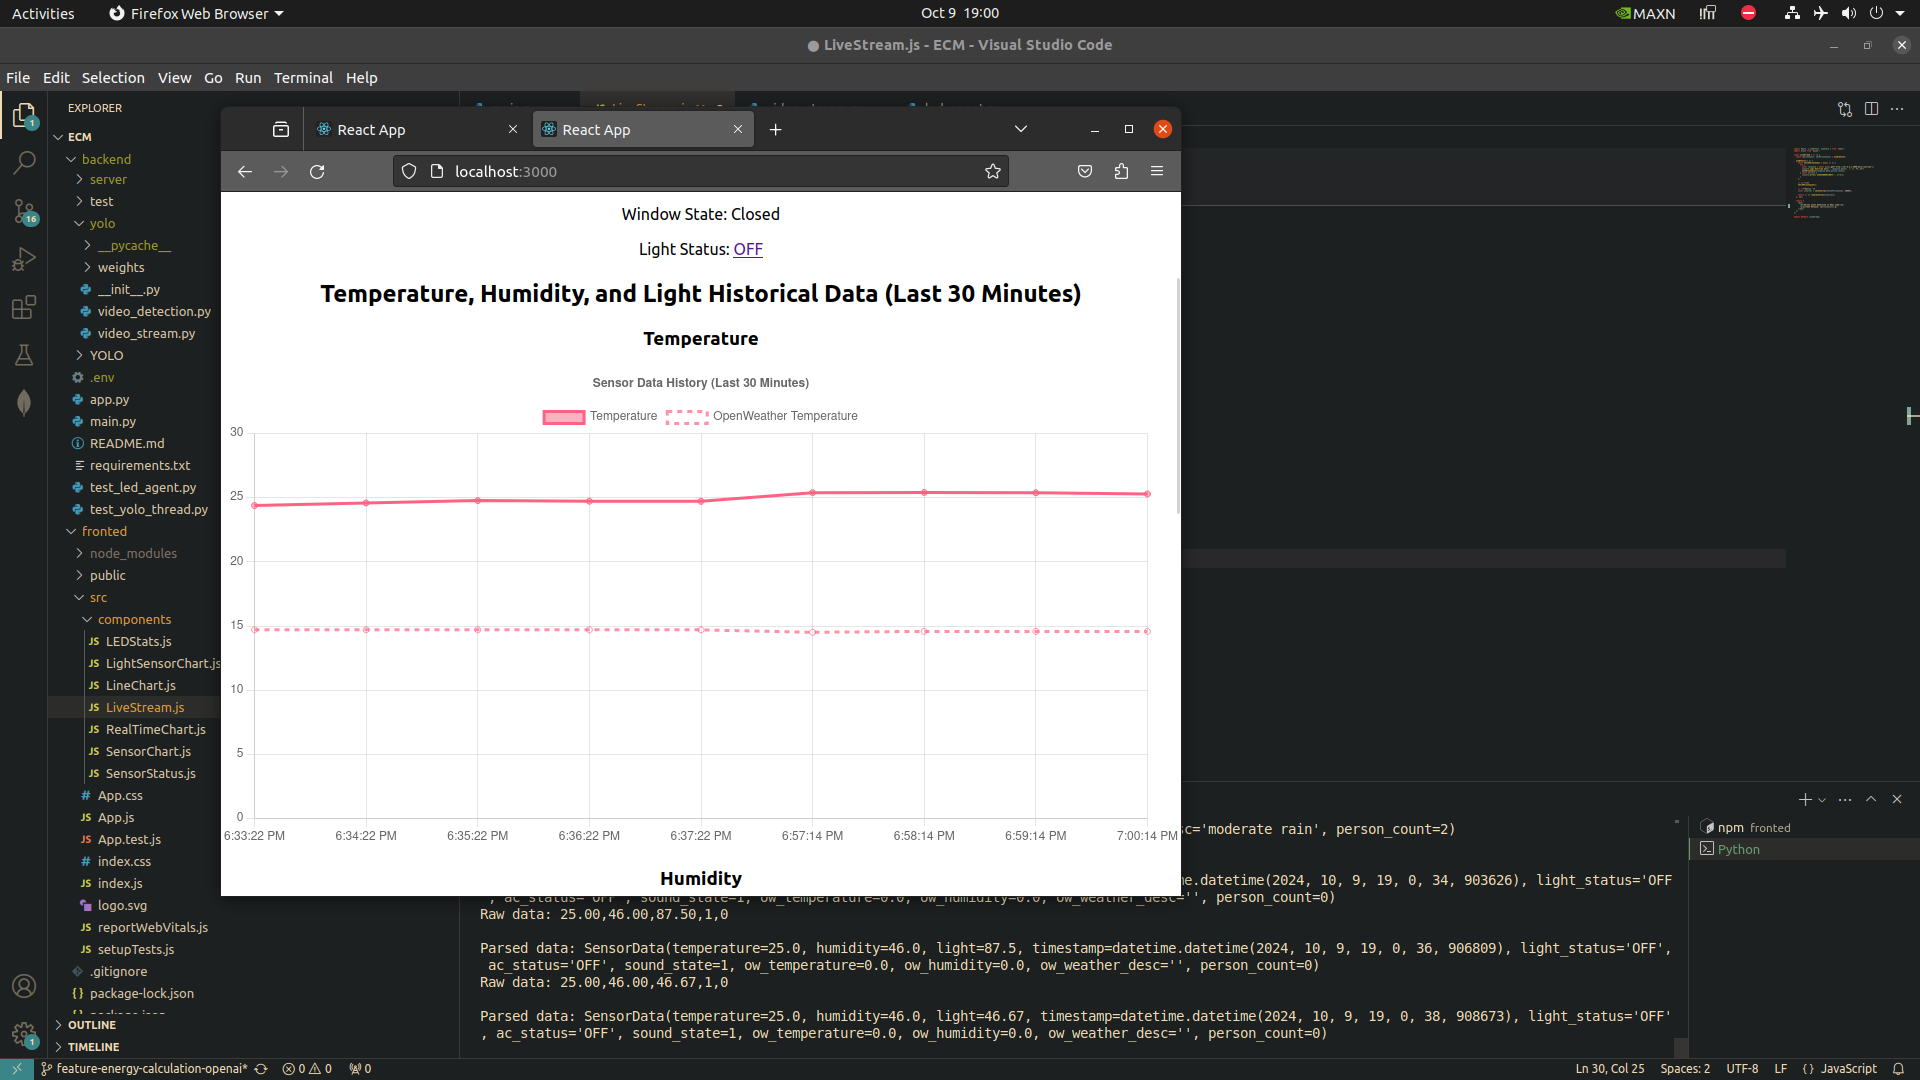 Activities
Firefox Web Browser
Oct 9 19:00
MAXN
LiveStream.js - ECM - Visual Studio Code
File Edit Selection View Go Run Terminal Help
EXPLORER
ECM
backend
server
test
yolo
__pycache__
weights
__init__.py
video_detection.py
video_stream.py
YOLO
.env
app.py
main.py
README.md
requirements.txt
test_led_agent.py
test_yolo_thread.py
fronted
node_modules
public
src
components
LEDStats.js
LightSensorChart.js
LineChart.js
LiveStream.js
RealTimeChart.js
SensorChart.js
SensorStatus.js
App.css
App.js
App.test.js
index.css
index.js
logo.svg
reportWebVitals.js
setupTests.js
.gitignore
package-lock.json
OUTLINE
TIMELINE
React App
React App
localhost:3000
Window State: Closed
Light Status: OFF
Temperature, Humidity, and Light Historical Data (Last 30 Minutes)
Temperature
Sensor Data History (Last 30 Minutes)
Temperature OpenWeather Temperature
30
25
20
15
10
5
0
6:33:22 PM 6:34:22 PM 6:35:22 PM 6:36:22 PM 6:37:22 PM 6:57:14 PM 6:58:14 PM 6:59:14 PM 7:00:14 PM
Humidity
='moderate rain', person_count=2)
.datetime(2024, 10, 9, 19, 0, 34, 903626), light_status='OFF
', ac_status='OFF', sound_state=1, ow_temperature=0.0, ow_humidity=0.0, ow_weather_desc='', person_count=0)
Raw data: 25.00,46.00,87.50,1,0
Parsed data: SensorData(temperature=25.0, humidity=46.0, light=87.5, timestamp=datetime.datetime(2024, 10, 9, 19, 0, 36, 906809), light_status='OFF',
ac_status='OFF', sound_state=1, ow_temperature=0.0, ow_humidity=0.0, ow_weather_desc='', person_count=0)
Raw data: 25.00,46.00,46.67,1,0
Parsed data: SensorData(temperature=25.0, humidity=46.0, light=46.67, timestamp=datetime.datetime(2024, 10, 9, 19, 0, 38, 908673), light_status='OFF'
, ac_status='OFF', sound_state=1, ow_temperature=0.0, ow_humidity=0.0, ow_weather_desc='', person_count=0)
npm fronted
Python
1
16
1
feature-energy-calculation-openai* 0 0 0
Ln 30, Col 25 Spaces: 2 UTF-8 LF {} JavaScript